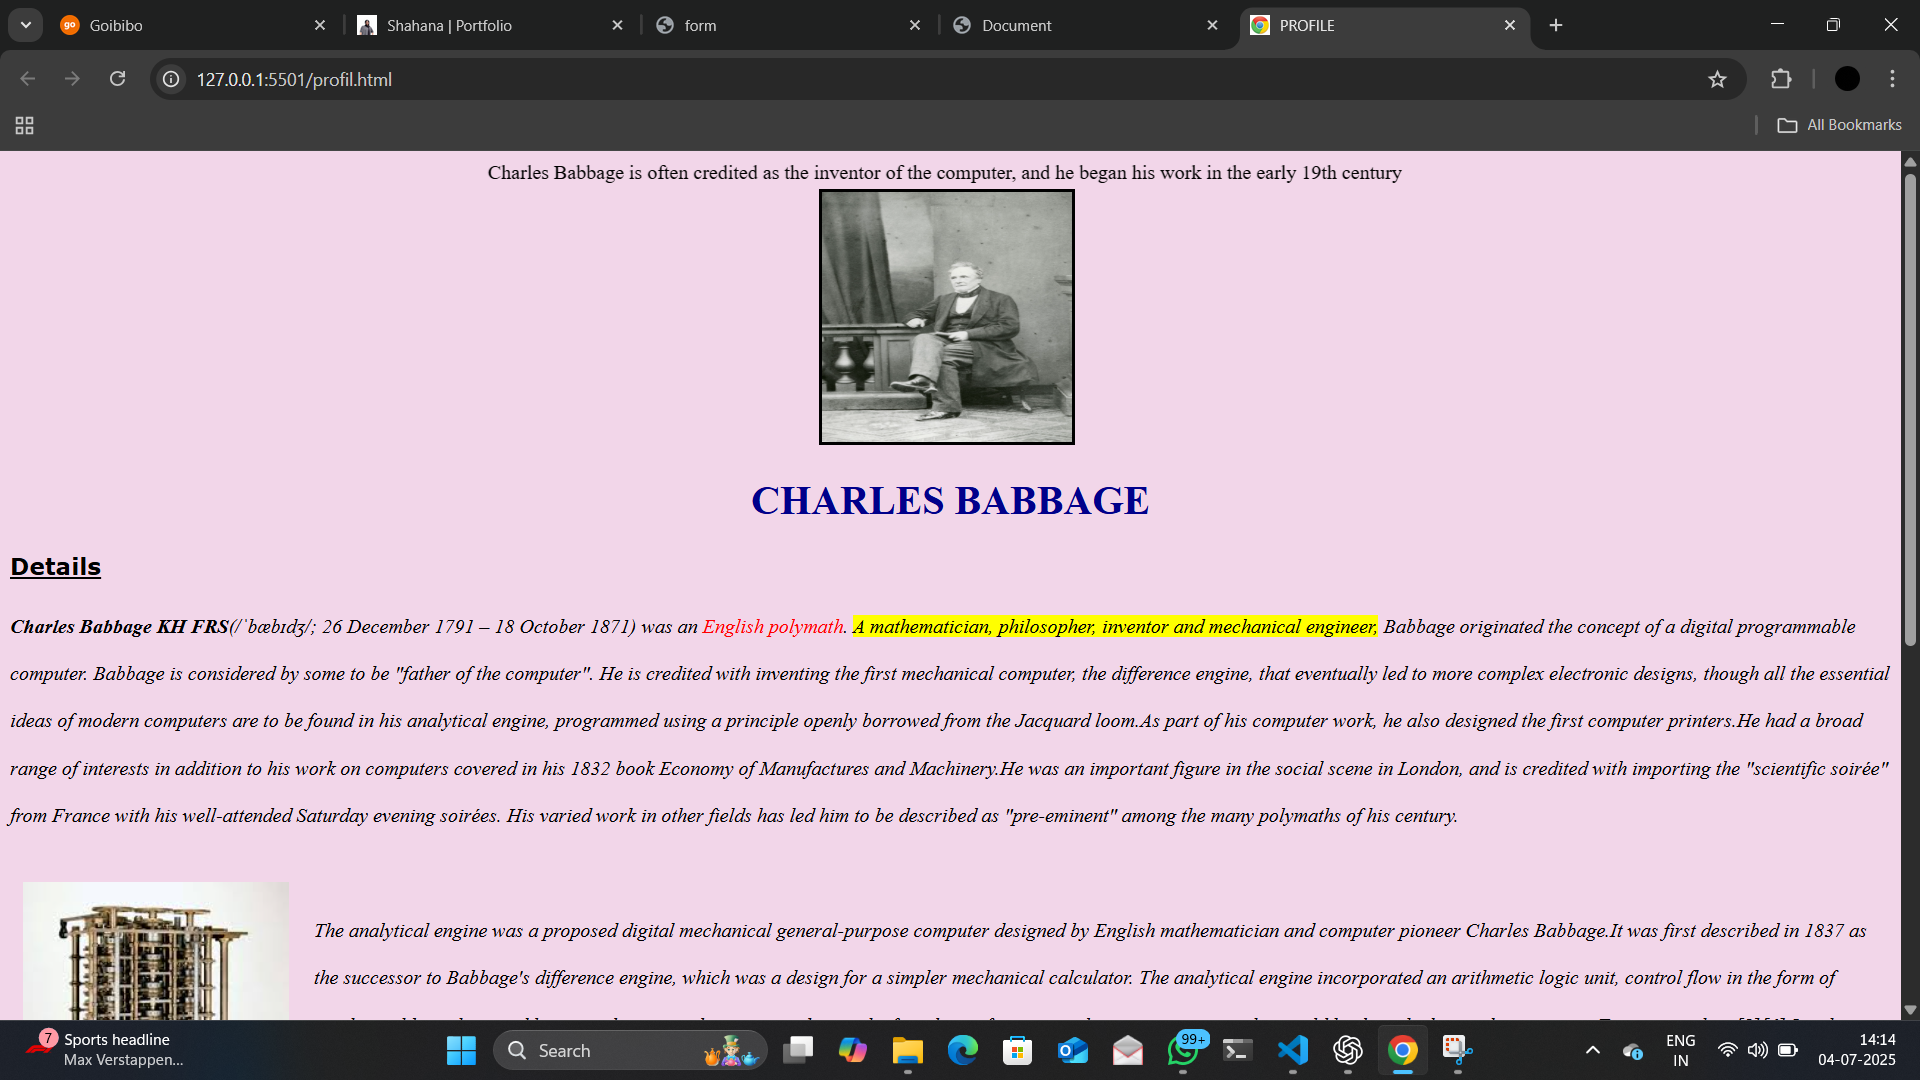 Goibibo
Shahana | Portfolio
form
Document
PROFILE
127.0.0.1:5501/profil.html
All Bookmarks
Charles Babbage is often credited as the inventor of the computer, and he began his work in the early 19th century
CHARLES BABBAGE
Details
Charles Babbage KH FRS(/ˈbæbɪdʒ/; 26 December 1791 – 18 October 1871) was an English polymath. A mathematician, philosopher, inventor and mechanical engineer, Babbage originated the concept of a digital programmable
computer. Babbage is considered by some to be "father of the computer". He is credited with inventing the first mechanical computer, the difference engine, that eventually led to more complex electronic designs, though all the essential
ideas of modern computers are to be found in his analytical engine, programmed using a principle openly borrowed from the Jacquard loom.As part of his computer work, he also designed the first computer printers.He had a broad
range of interests in addition to his work on computers covered in his 1832 book Economy of Manufactures and Machinery.He was an important figure in the social scene in London, and is credited with importing the "scientific soirée"
from France with his well-attended Saturday evening soirées. His varied work in other fields has led him to be described as "pre-eminent" among the many polymaths of his century.
The analytical engine was a proposed digital mechanical general-purpose computer designed by English mathematician and computer pioneer Charles Babbage.It was first described in 1837 as
the successor to Babbage's difference engine, which was a design for a simpler mechanical calculator. The analytical engine incorporated an arithmetic logic unit, control flow in the form of
7
Sports headline
Max Verstappen...
Search
99+
ENG
IN
14:14
04-07-2025